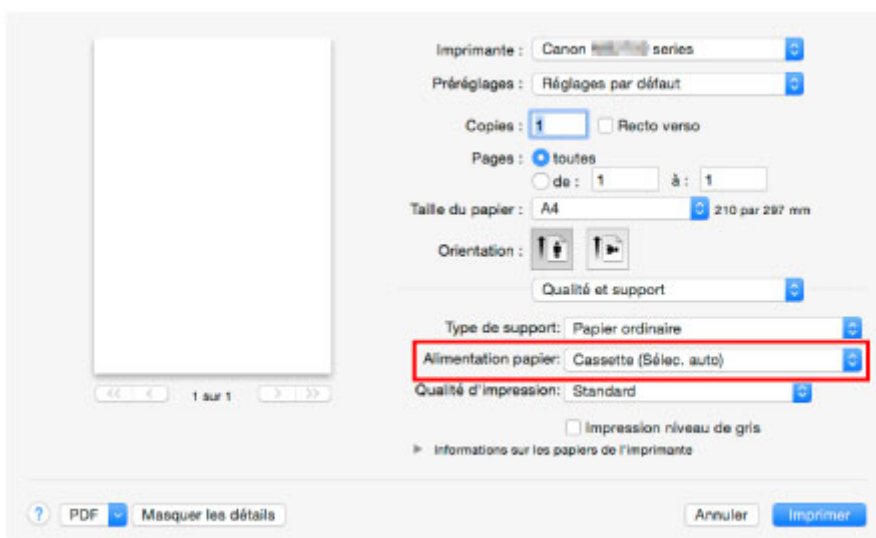 Imprimante : Canon series
Préréglages : Réglages par défaut
Copies : 1 Recto verso
Pages : toutes
de : 1 à : 1
Taille du papier : A4 210 par 297 mm
Orientation :
Qualité et support
Type de support: Papier ordinaire
Alimentation papier: Cassette (Sélec. auto)
Qualité d'impression: Standard
1 sur 1
Impression niveau de gris
Informations sur les papiers de l'imprimante
? PDF Masquer les détails Annuler Imprimer